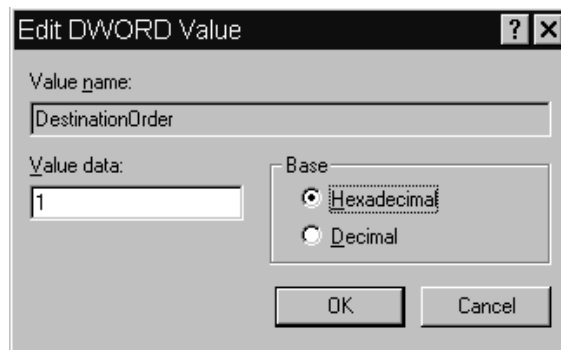 Edit DWORD Value
? X
Value name:
DestinationOrder
Value data:
1
Base
Hexadecimal
Decimal
OK
Cancel